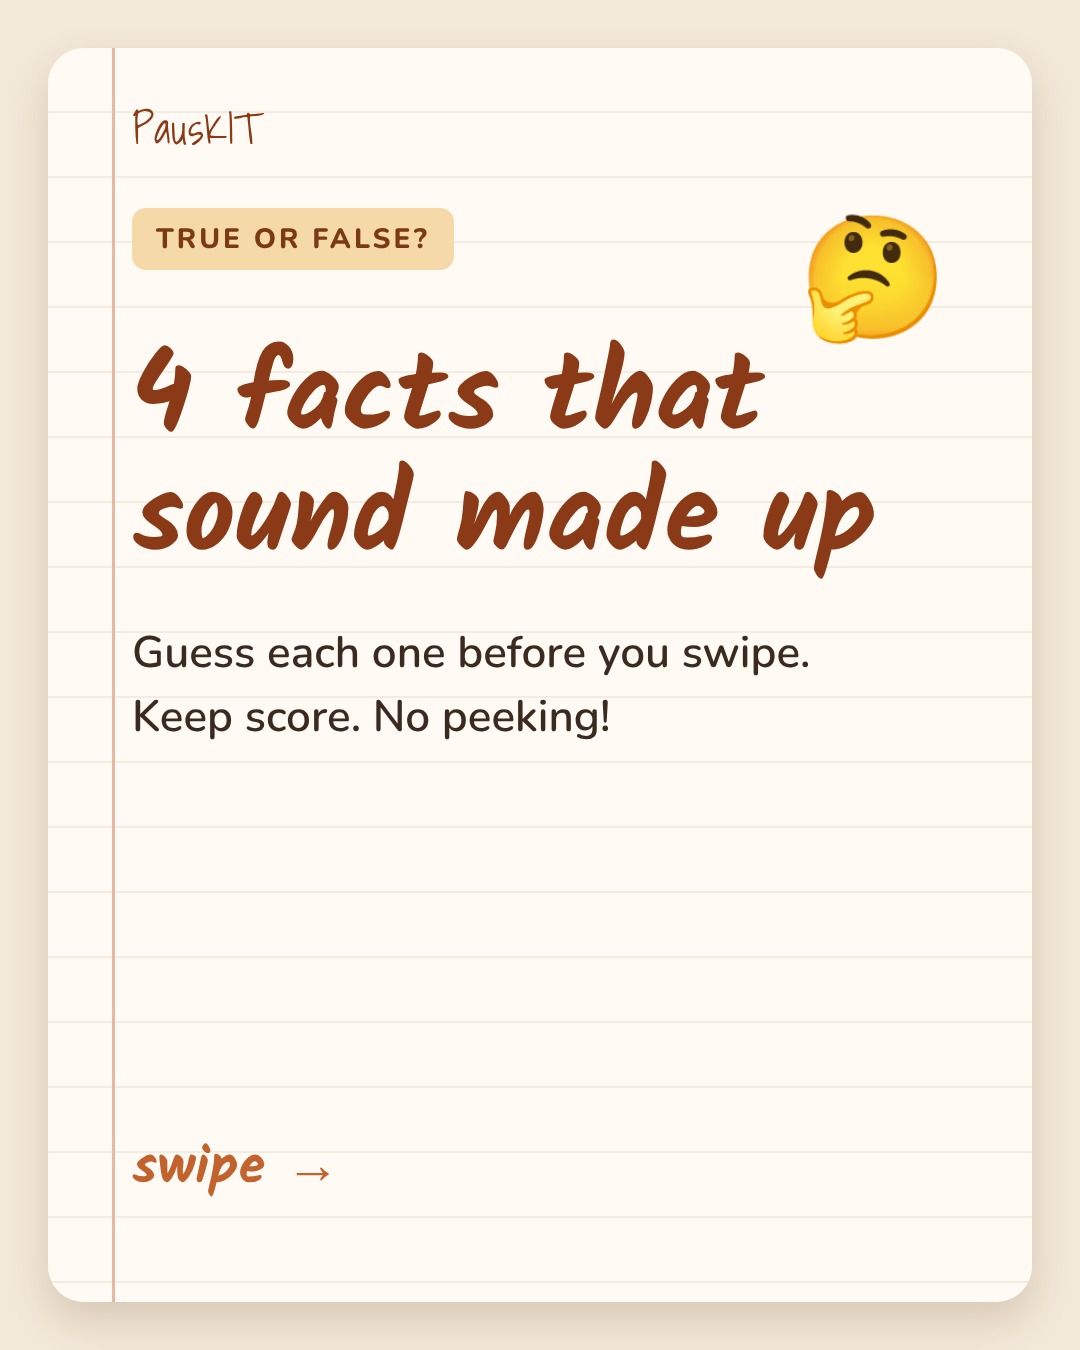 PausKIT
TRUE OR FALSE?
4 facts that
sound made up
Guess each one before you swipe.
Keep score. No peeking!
swipe →